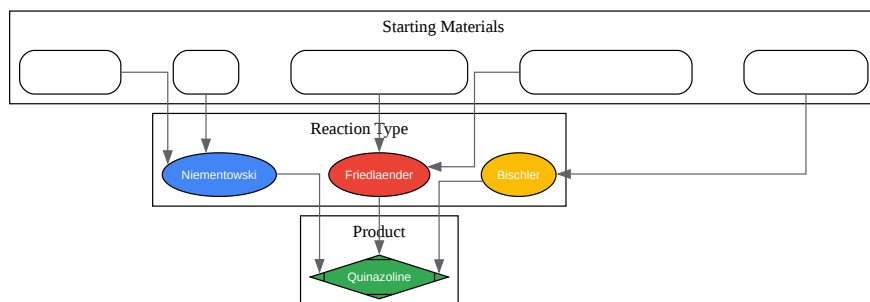 Starting Materials
Reaction Type
Niementowski
Friedlaender
Bischler
Product
Quinazoline